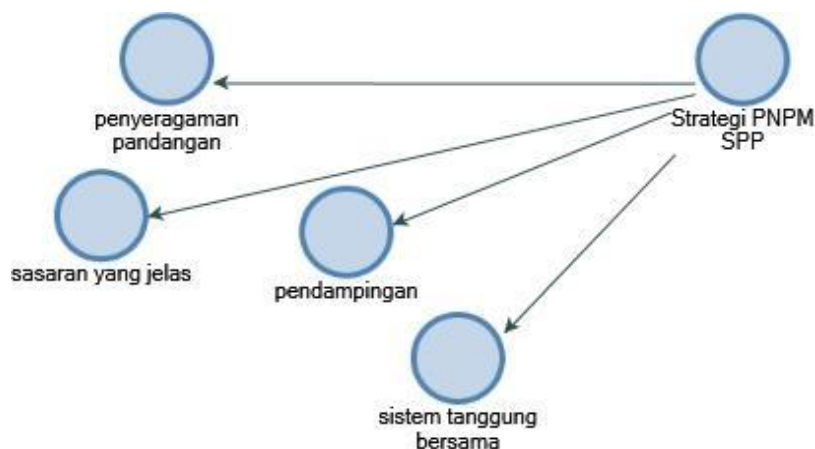 penyeragaman
pandangan
Strategi PNPM
SPP
sasaran yang jelas
pendampingan
sistem tanggung
bersama